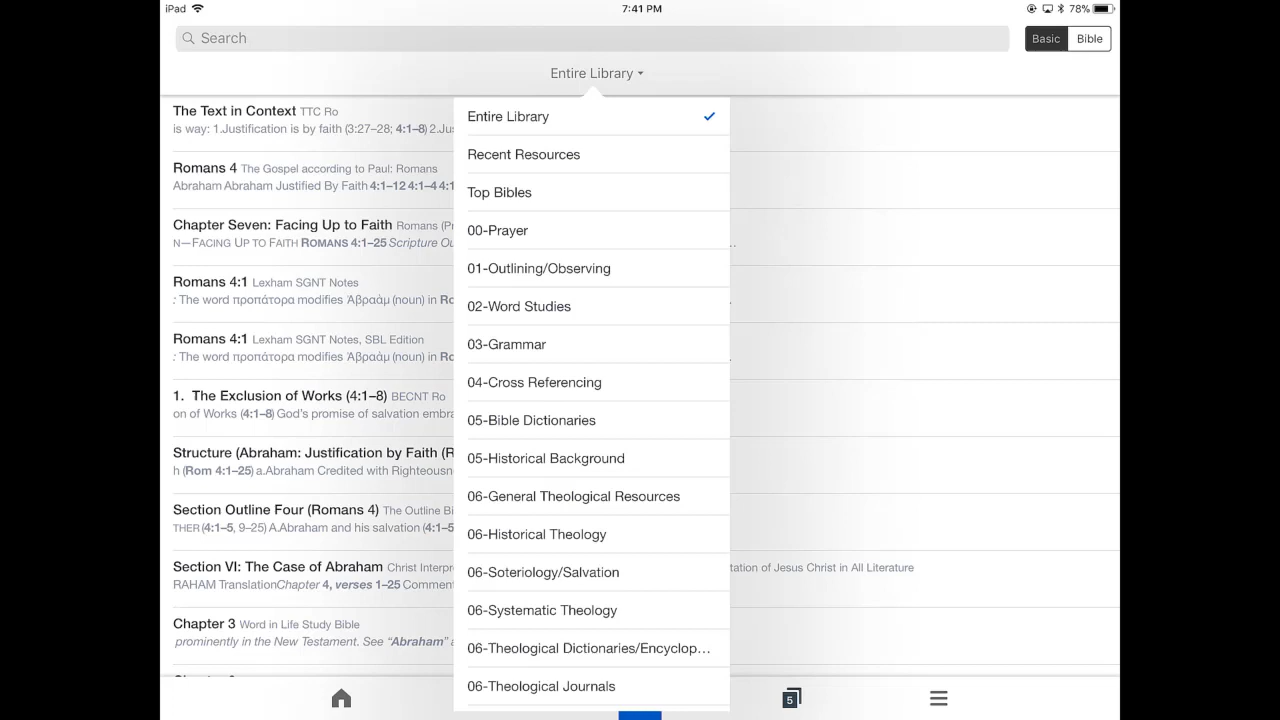 iPad 7:41 PM 78%
Search Basic Bible
Entire Library
The Text in Context TTC Ro
is way: 1.Justification is by faith (3:27–28; 4:1–8) 2.Jus
Romans 4 The Gospel according to Paul: Romans
Abraham Abraham Justified By Faith 4:1–12 4:1–4 4:1
Chapter Seven: Facing Up to Faith Romans (Pr
N—FACING UP TO FAITH ROMANS 4:1–25 Scripture Ou …
Romans 4:1 Lexham SGNT Notes
: The word προπάτορα modifies Ἀβραὰμ (noun) in Ro
Romans 4:1 Lexham SGNT Notes, SBL Edition
: The word προπάτορα modifies Ἀβραὰμ (noun) in Ro
1. The Exclusion of Works (4:1–8) BECNT Ro
on of Works (4:1–8) God’s promise of salvation embra
Structure (Abraham: Justification by Faith (R
h (Rom 4:1–25) a.Abraham Credited with Righteousn
Section Outline Four (Romans 4) The Outline Bi
THER (4:1–5, 9–25) A.Abraham and his salvation (4:1–5
Section VI: The Case of Abraham Christ Interpr tation of Jesus Christ in All Literature
RAHAM TranslationChapter 4, verses 1–25 Comment
Chapter 3 Word in Life Study Bible
prominently in the New Testament. See “Abraham” a
Entire Library
Recent Resources
Top Bibles
00-Prayer
01-Outlining/Observing
02-Word Studies
03-Grammar
04-Cross Referencing
05-Bible Dictionaries
05-Historical Background
06-General Theological Resources
06-Historical Theology
06-Soteriology/Salvation
06-Systematic Theology
06-Theological Dictionaries/Encyclop…
06-Theological Journals
5